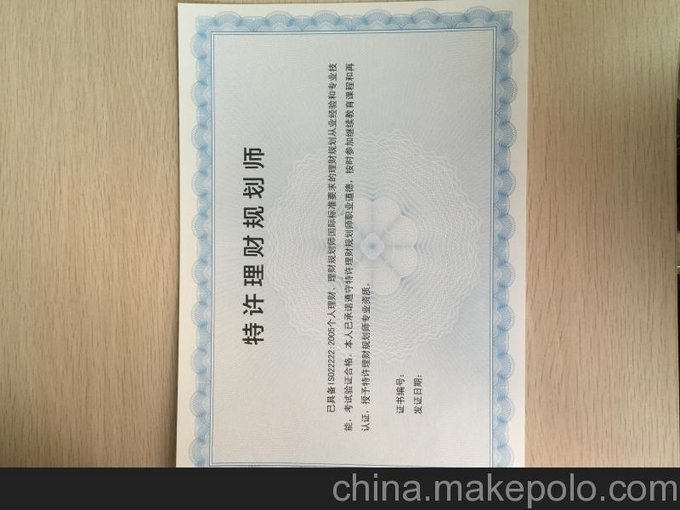 特许理财规划师
已具备ISO22222:2005个人理财、理财规划师国际标准要求的理财规划从业经验和专业技
能，考试验证合格，本人已承诺遵守特许理财规划师职业道德，按时参加继续教育课程和再
认证，授予特许理财规划师专业资质。
证书编号：
发证日期：
china.makepolo.com